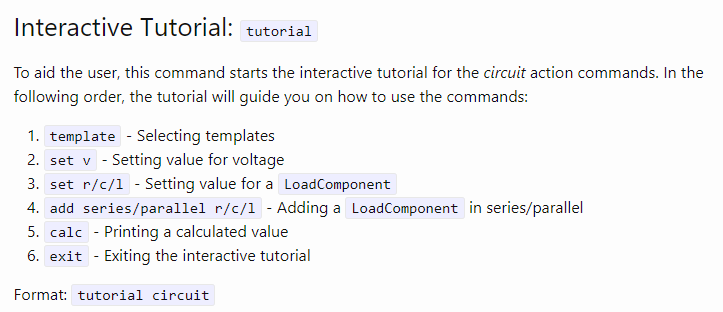 Interactive Tutorial: tutorial
To aid the user, this command starts the interactive tutorial for the circuit action commands. In the
following order, the tutorial will guide you on how to use the commands:
1. template - Selecting templates
2. set v - Setting value for voltage
3. set r/c/l - Setting value for a LoadComponent
4. add series/parallel r/c/l - Adding a LoadComponent in series/parallel
5. calc - Printing a calculated value
6. exit - Exiting the interactive tutorial
Format: tutorial circuit